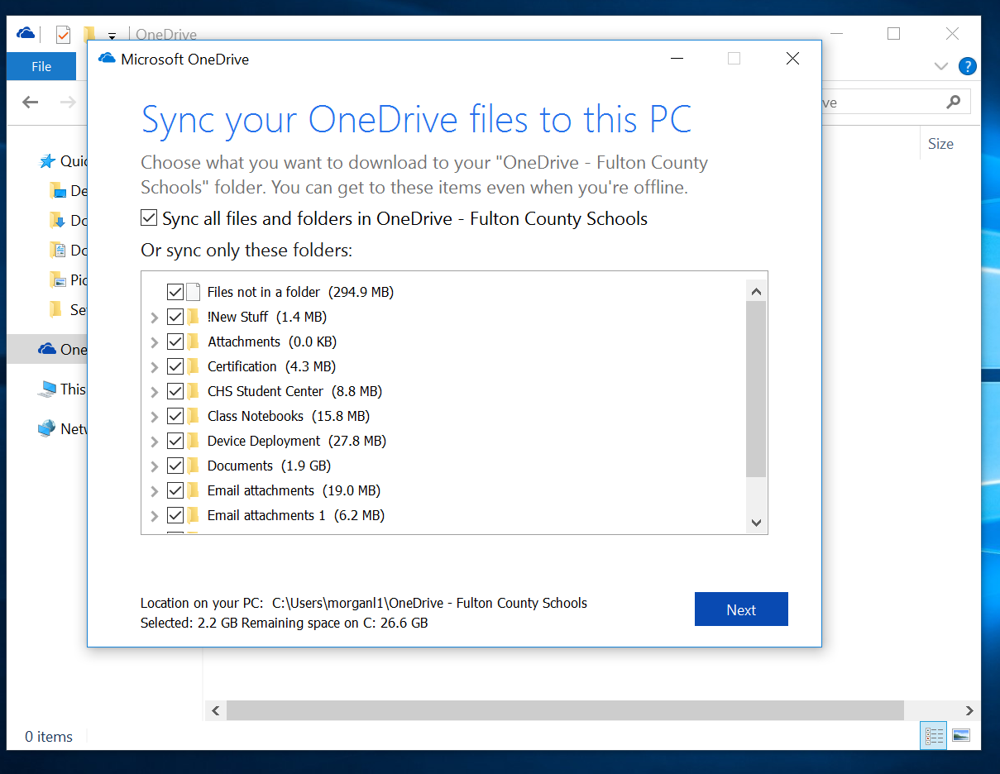 OneDrive
File
ve
Size
Quic
De
Do
Do
Pic
Se
One
This
Netw
0 items
Microsoft OneDrive
Sync your OneDrive files to this PC
Choose what you want to download to your "OneDrive - Fulton County
Schools" folder. You can get to these items even when you're offline.
Sync all files and folders in OneDrive - Fulton County Schools
Or sync only these folders:
Files not in a folder (294.9 MB)
!New Stuff (1.4 MB)
Attachments (0.0 KB)
Certification (4.3 MB)
CHS Student Center (8.8 MB)
Class Notebooks (15.8 MB)
Device Deployment (27.8 MB)
Documents (1.9 GB)
Email attachments (19.0 MB)
Email attachments 1 (6.2 MB)
Location on your PC: C:\Users\morganl1\OneDrive - Fulton County Schools
Selected: 2.2 GB Remaining space on C: 26.6 GB
Next